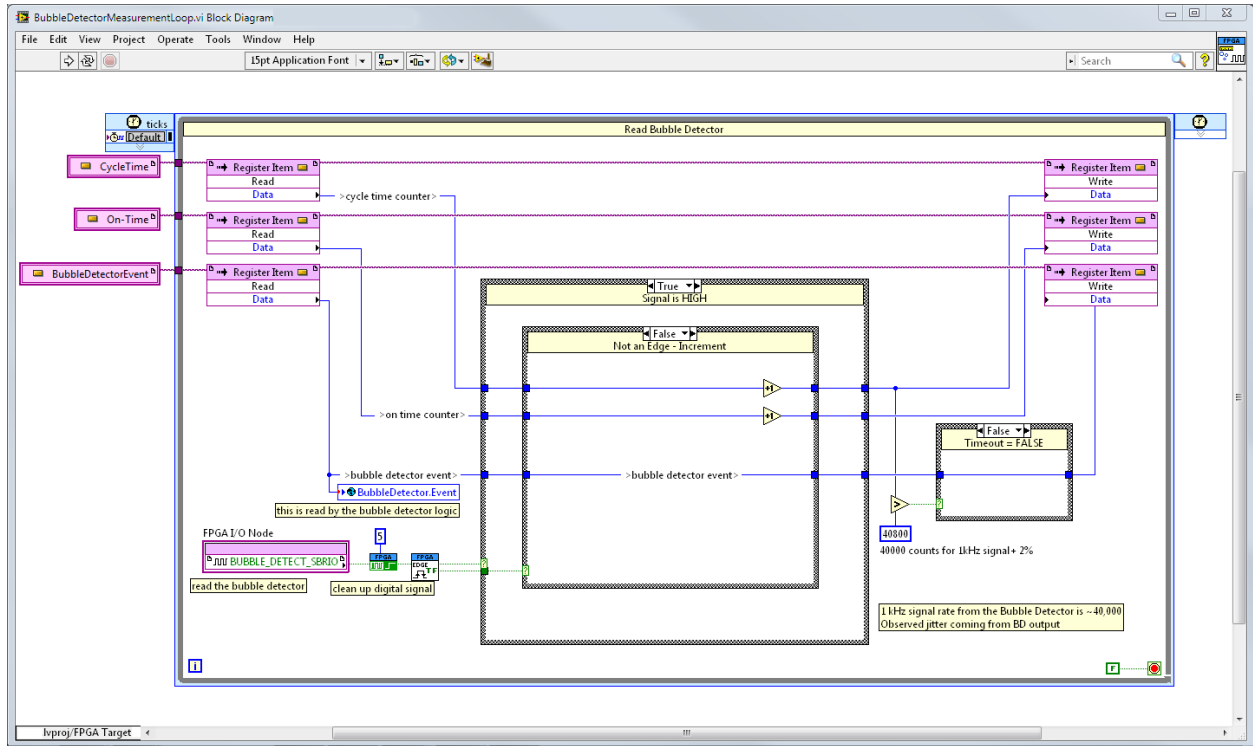 BubbleDetectorMeasurementLoop.vi Block Diagram
File Edit View Project Operate Tools Window Help
15pt Application Font
Search
FPGA
ticks
Default
Read Bubble Detector
CycleTime
Register Item
Read
Data
>cycle time counter>
Register Item
Write
Data
On-Time
Register Item
Read
Data
Register Item
Write
Data
BubbleDetectorEvent
Register Item
Read
Data
Register Item
Write
Data
True
Signal is HIGH
False
Not an Edge - Increment
+1
>on time counter>
+1
False
Timeout = FALSE
>bubble detector event>
>bubble detector event>
BubbleDetector.Event
this is read by the bubble detector logic
>
?
40800
40000 counts for 1kHz signal + 2%
FPGA I/O Node
5
BUBBLE_DETECT_SBRIO
FPGA
FPGA
EDGE
T F
?
?
read the bubble detector
clean up digital signal
1 kHz signal rate from the Bubble Detector is ~40,000
Observed jitter coming from BD output
i
F
lvproj/FPGA Target